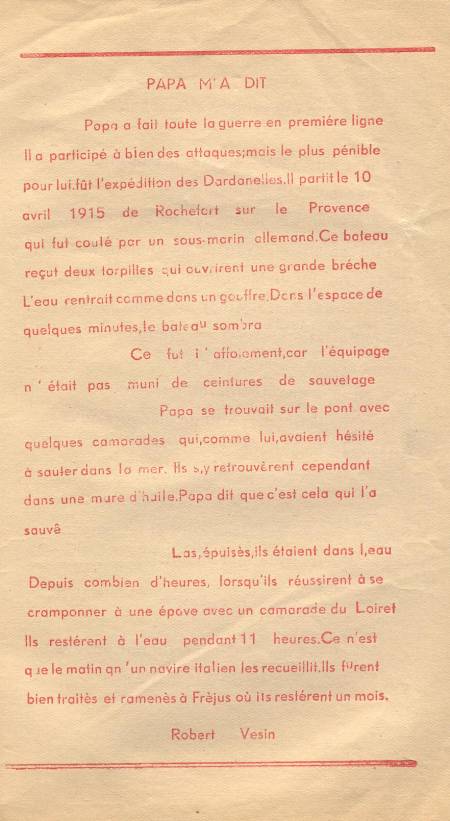 PAPA M'A DIT
Papa a fait toute la guerre en premiére ligne
Il a participé à bien des attaques;mais le plus pénible
pour lui.fût l'expédition des Dardanelles.Il partit le 10
avril 1915 de Rochefort sur le Provence
qui fut coulé par un sous-marin allemand.Ce bateau
reçut deux torpilles qui ouvrirent une grande brêche
L'eau rentrait comme dans un gouffre.Dans l'espace de
quelques minutes,le bateau sombra
Ce fut l'affolement,car l'équipage
n'était pas muni de ceintures de sauvetage
Papa se trouvait sur le pont avec
quelques camarades qui,comme lui,avaient hésité
à sauter dans la mer. Ils s,y retrouvèrent cependant
dans une mare d'huile.Papa dit que c'est cela qui l'a
sauvê
Las,épuisès,ils étaient dans l,eau
Depuis combien d'heures, lorsqu'ils réussirent à se
cramponner à une épave avec un camarade du Loiret
Ils restérent à l'eau pendant 11 heures.Ce n'est
que le matin qn'un navire italien les recueillit.Ils furent
bien traitès et ramenès à Frèjus où ils restérent un mois.
Robert Vesin